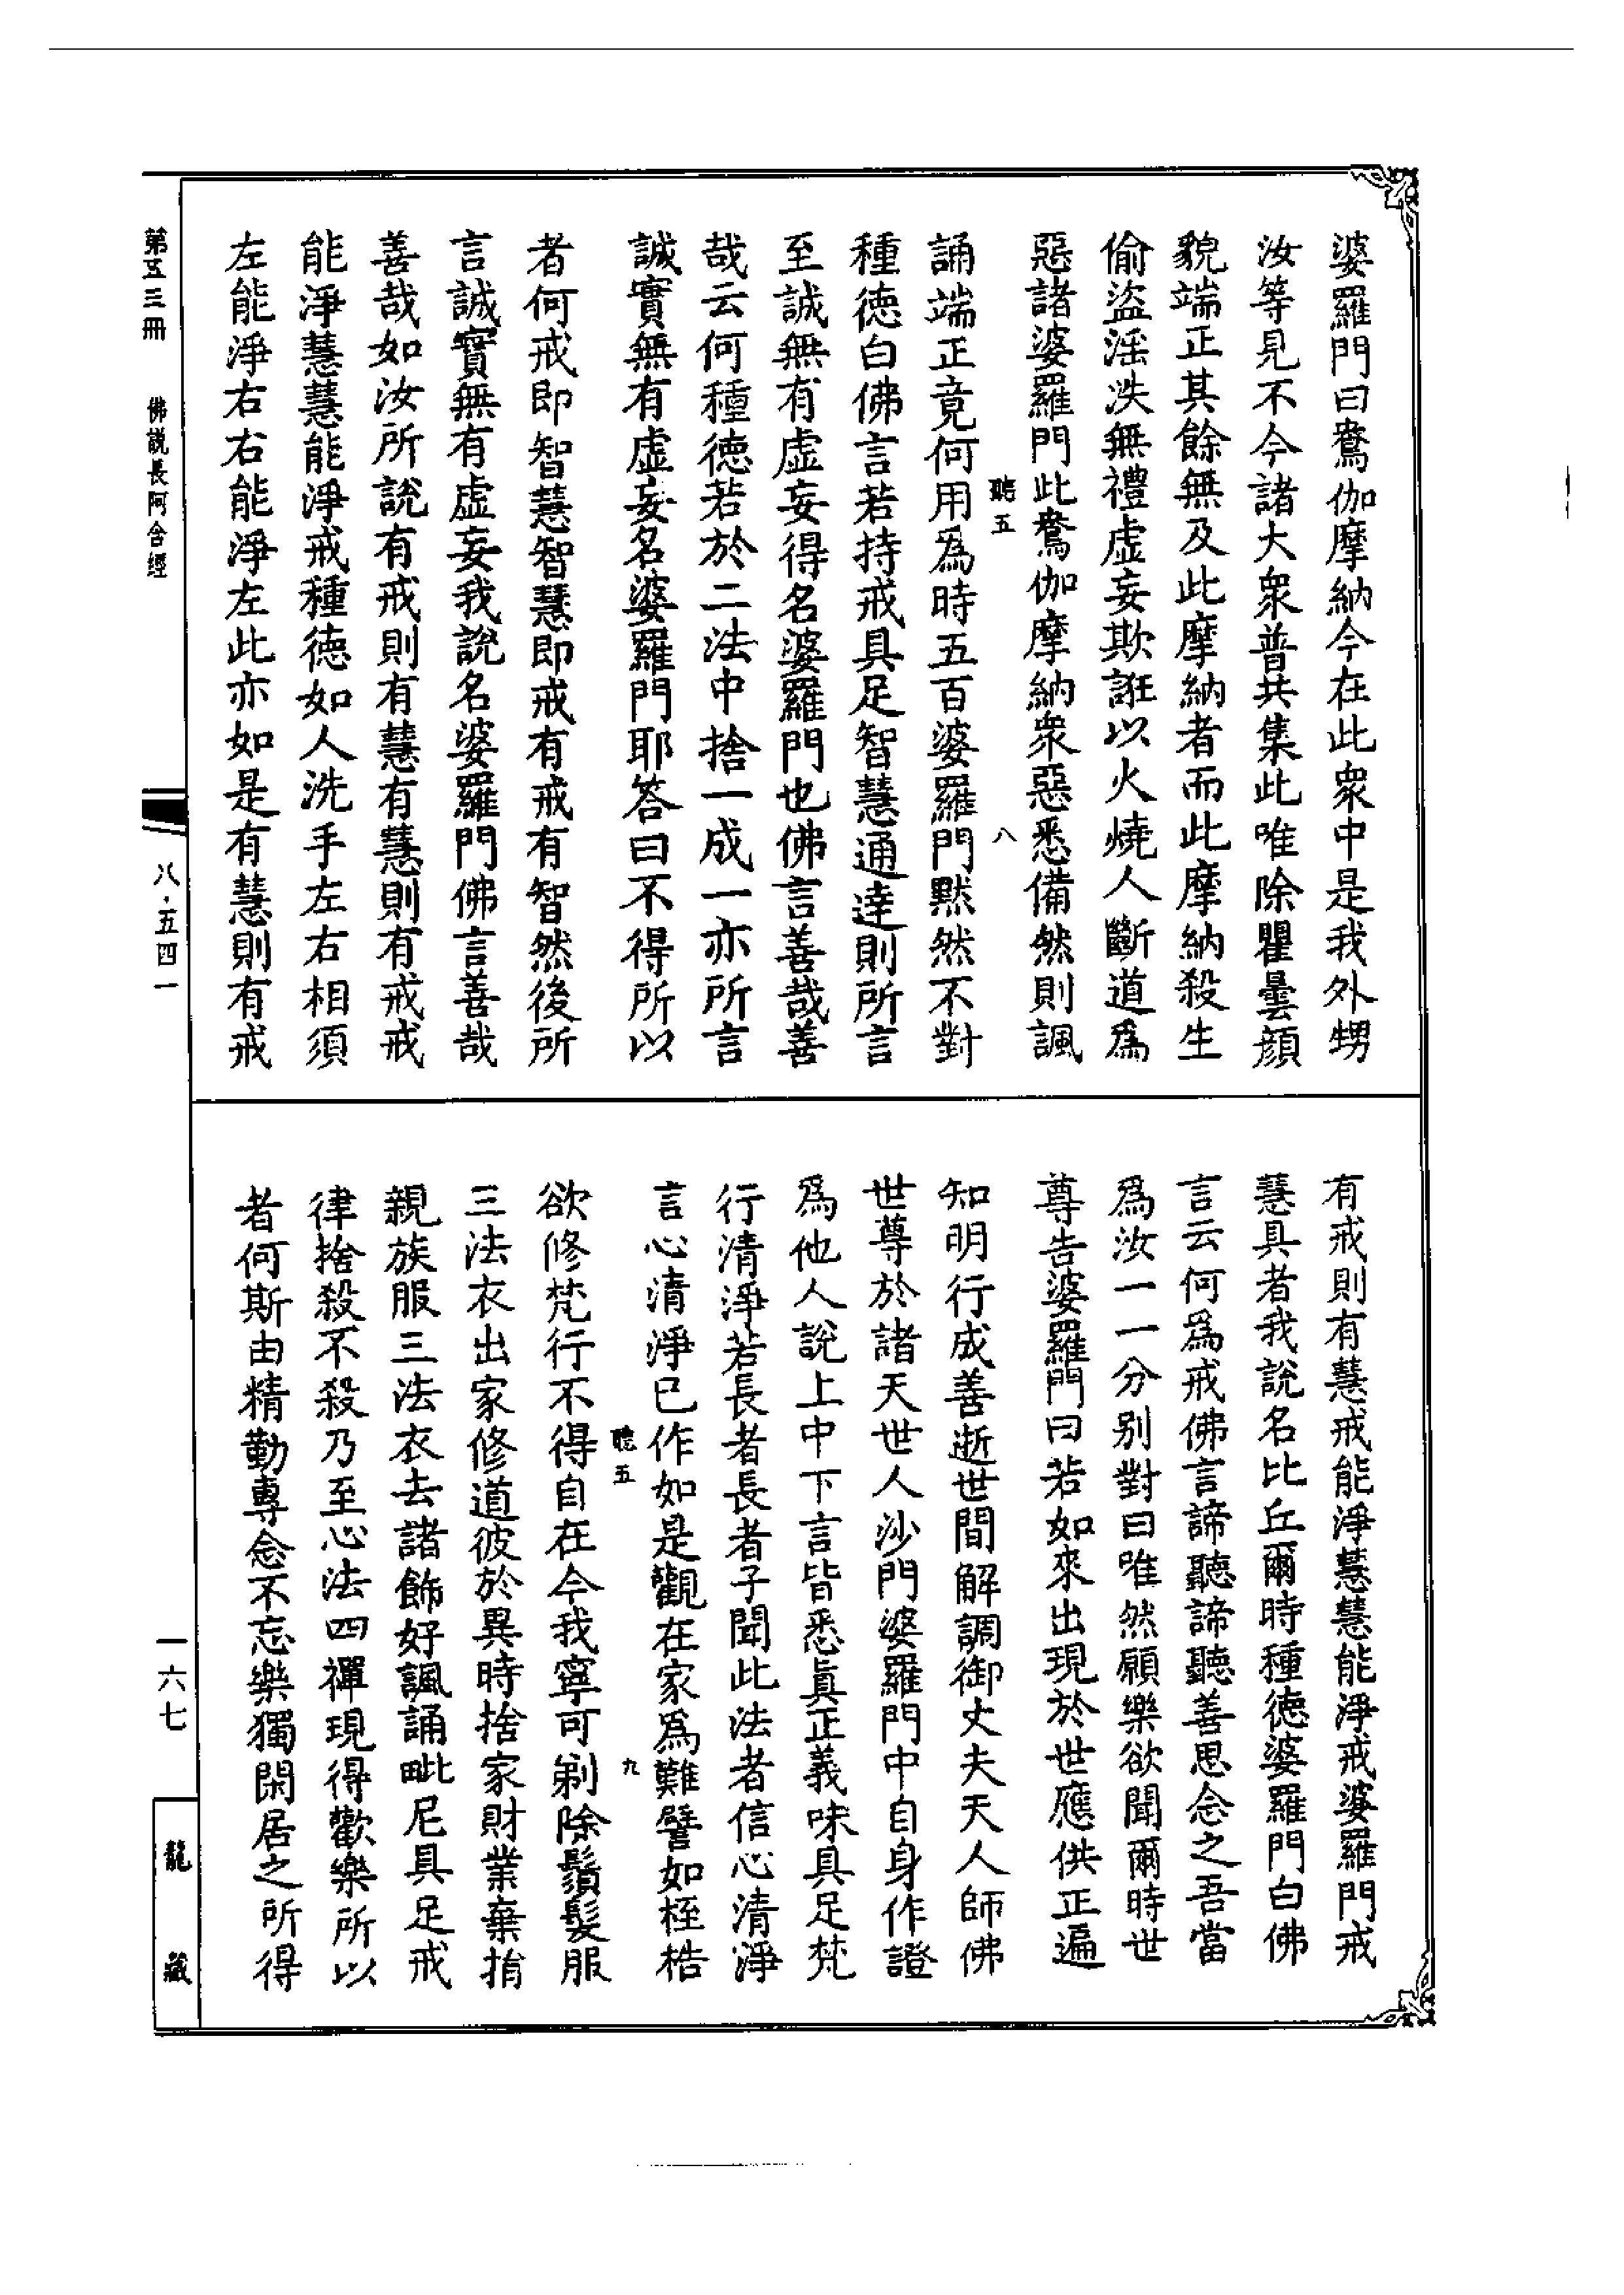 婆羅門曰鴦伽摩納今在此衆中是我外甥
汝等見不今諸大衆普共集此唯除瞿曇顔
貌端正其餘無及此摩納者而此摩納殺生
偷盜淫泆無禮虛妄欺誑以火燒人斷道爲
惡諸婆羅門此鴦伽摩納衆惡悉備然則諷
聽五　八
誦端正竟何用爲時五百婆羅門默然不對
種德白佛言若持戒具足智慧通達則所言
至誠無有虛妄得名婆羅門也佛言善哉善
哉云何種德若於二法中捨一成一亦所言
誠實無有虛妄名婆羅門耶答曰不得所以
者何戒即智慧智慧即戒有戒有智然後所
言誠實無有虛妄我說名婆羅門佛言善哉
善哉如汝所說有戒則有慧有慧則有戒戒
能淨慧慧能淨戒種德如人洗手左右相須
左能淨右右能淨左此亦如是有慧則有戒
有戒則有慧戒能淨慧慧能淨戒婆羅門戒
慧具者我說名比丘爾時種德婆羅門白佛
言云何爲戒佛言諦聽諦聽善思念之吾當
爲汝一一分別對曰唯然願樂欲聞爾時世
尊告婆羅門曰若如來出現於世應供正遍
知明行成善逝世間解調御丈夫天人師佛
世尊於諸天世人沙門婆羅門中自身作證
爲他人說上中下言皆悉眞正義味具足梵
行清淨若長者長者子聞此法者信心清淨
言心清淨已作如是觀在家爲難譬如桎梏
聽五　九
欲修梵行不得自在今我寧可剃除鬚髮服
三法衣出家修道彼於異時捨家財業棄捐
親族服三法衣去諸飾好諷誦毗尼具足戒
律捨殺不殺乃至心法四禪現得歡樂所以
者何斯由精勤專念不忘樂獨閑居之所得
第五三冊　佛說長阿含經
八·五四一
一六七
龍藏